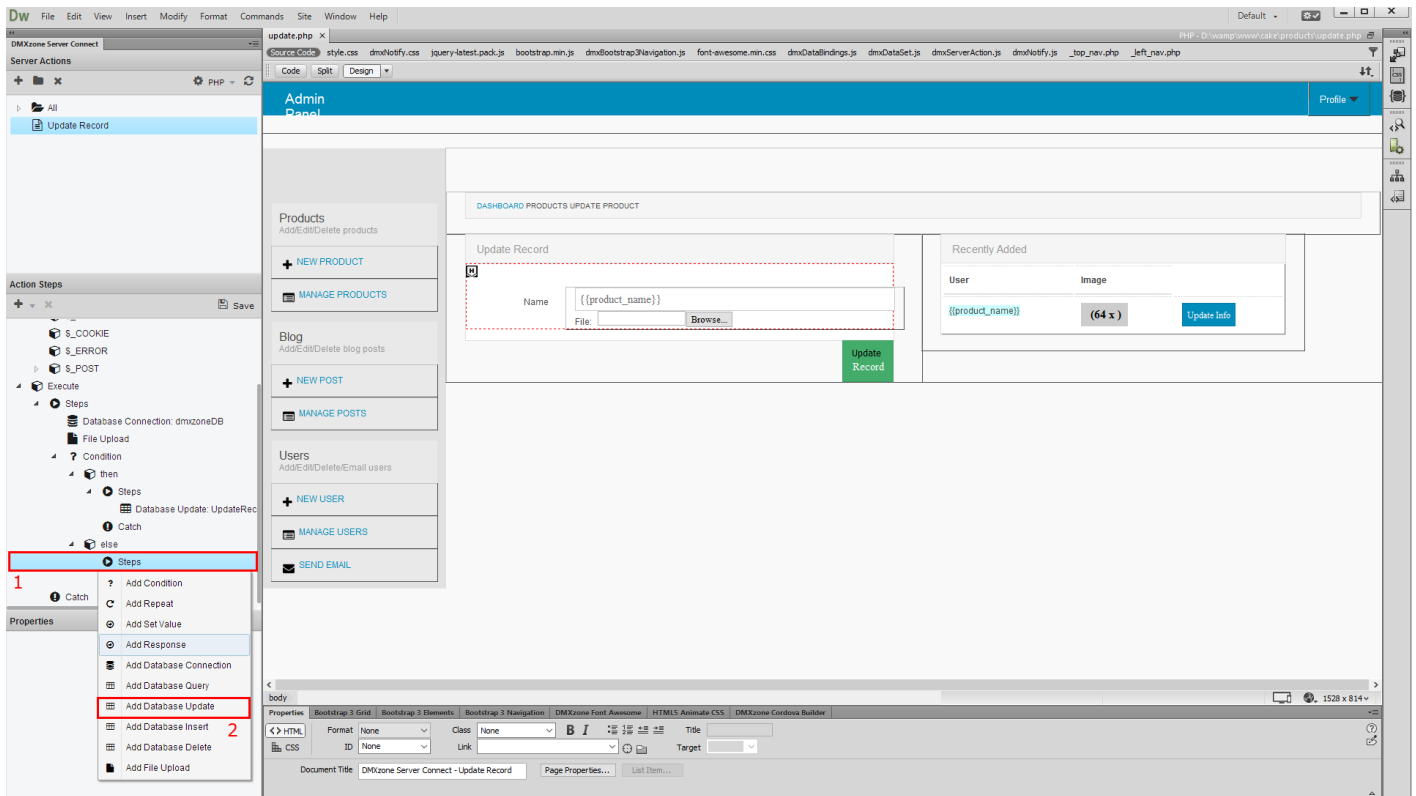 Dw File Edit View Insert Modify Format Commands Site Window Help Default
DMXzone Server Connect
Server Actions
PHP
All
Update Record
Action Steps
Save
$_COOKIE
$_ERROR
$_POST
Execute
Steps
Database Connection: dmxzoneDB
File Upload
? Condition
then
Steps
Database Update: UpdateRec
Catch
else
Steps
1
Catch
? Add Condition
Add Repeat
Add Set Value
Add Response
Add Database Connection
Add Database Query
Add Database Update
2
Add Database Insert
Add Database Delete
Add File Upload
Properties
update.php × PHP - D:\wamp\www\cake\products\update.php
Source Code style.css dmxNotify.css jquery-latest.pack.js bootstrap.min.js dmxBootstrap3Navigation.js font-awesome.min.css dmxDataBindings.js dmxDataSet.js dmxServerAction.js dmxNotify.js _top_nav.php _left_nav.php
Code Split Design
Admin
Panel
Profile
Products
Add/Edit/Delete products
NEW PRODUCT
MANAGE PRODUCTS
Blog
Add/Edit/Delete blog posts
NEW POST
MANAGE POSTS
Users
Add/Edit/Delete/Email users
NEW USER
MANAGE USERS
SEND EMAIL
DASHBOARD PRODUCTS UPDATE PRODUCT
Update Record
Name {{product_name}}
File: Browse...
Update
Record
Recently Added
User Image
{{product_name}} (64 x ) Update Info
body 1528 x 814
Properties Bootstrap 3 Grid Bootstrap 3 Elements Bootstrap 3 Navigation DMXzone Font Awesome HTML5 Animate CSS DMXzone Cordova Builder
<> HTML Format None Class None B I Title
CSS ID None Link Target
Document Title DMXzone Server Connect - Update Record Page Properties... List Item...
CSS